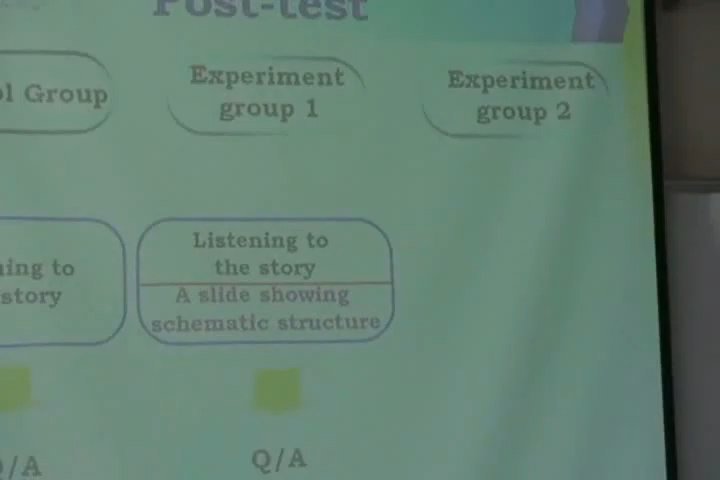 Post-test
Group
Experiment
group 1
Experiment
group 2
to
story
Listening to
the story
A slide showing
schematic structure
Q/A
Q/A